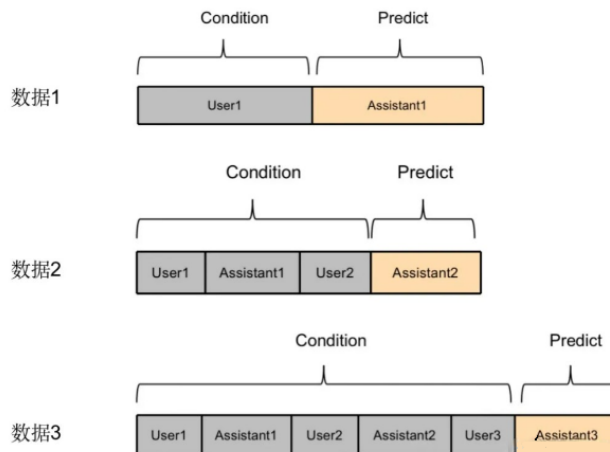 Condition Predict
数据1 User1 Assistant1
Condition Predict
数据2 User1 Assistant1 User2 Assistant2
Condition Predict
数据3 User1 Assistant1 User2 Assistant2 User3 Assistant3